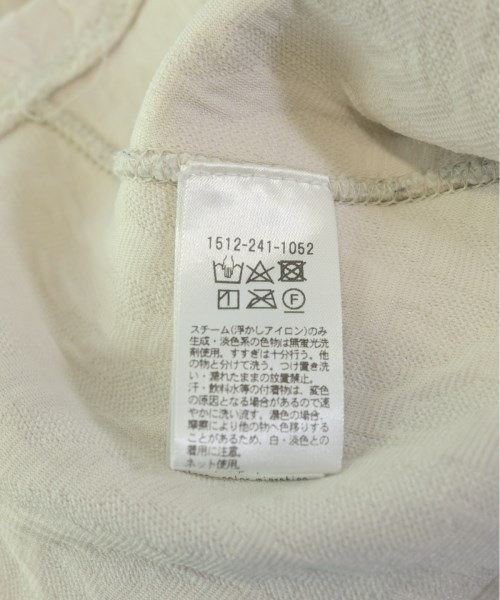 1512-241-1052
F
スチーム(浮かしアイロン)のみ
生成・淡色系の色物は無蛍光洗
剤使用。すすぎは十分行う。他
の物と分けて洗う。つけ置き洗
い・濡れたままの放置禁止。
汗・飲料水等の付着物は、変色
の原因となる場合があるので速
やかに洗い流す。濃色の場合、
摩擦により他の物へ色移りする
ことがあるため、白・淡色との
着用に注意。
ネット使用。